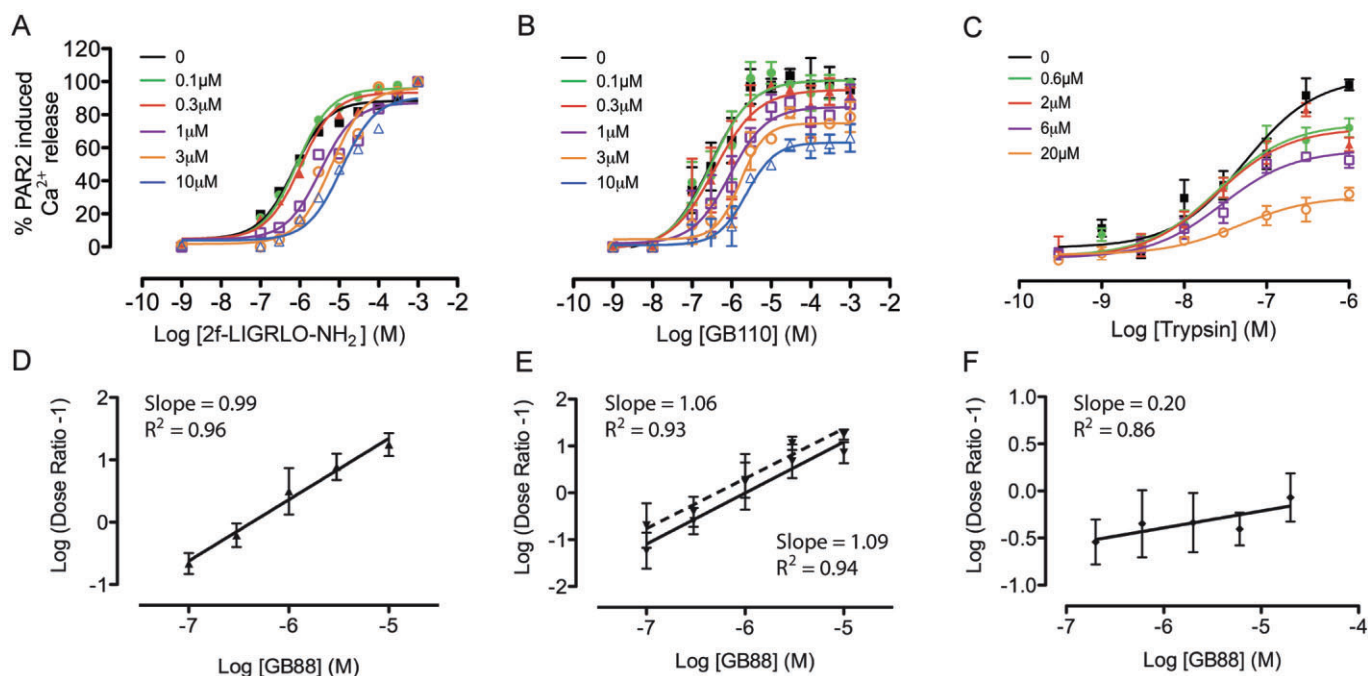 A
0
0.1μM
0.3μM
1μM
3μM
10μM
% PAR2 induced
Ca²⁺ release
120
100
80
60
40
20
0
-10 -9 -8 -7 -6 -5 -4 -3 -2
Log [2f-LIGRLO-NH₂] (M)
B
0
0.1μM
0.3μM
1μM
3μM
10μM
-10 -9 -8 -7 -6 -5 -4 -3 -2
Log [GB110] (M)
C
0
0.6μM
2μM
6μM
20μM
-10 -9 -8 -7 -6
Log [Trypsin] (M)
D
Slope = 0.99
R² = 0.96
Log (Dose Ratio -1)
2
1
0
-1
-7 -6 -5
Log [GB88] (M)
E
Slope = 1.06
R² = 0.93
Log (Dose Ratio -1)
2
1
0
-1
-2
Slope = 1.09
R² = 0.94
-7 -6 -5
Log [GB88] (M)
F
Slope = 0.20
R² = 0.86
Log (Dose Ratio -1)
1.0
0.5
0.0
-0.5
-1.0
-7 -6 -5 -4
Log [GB88] (M)